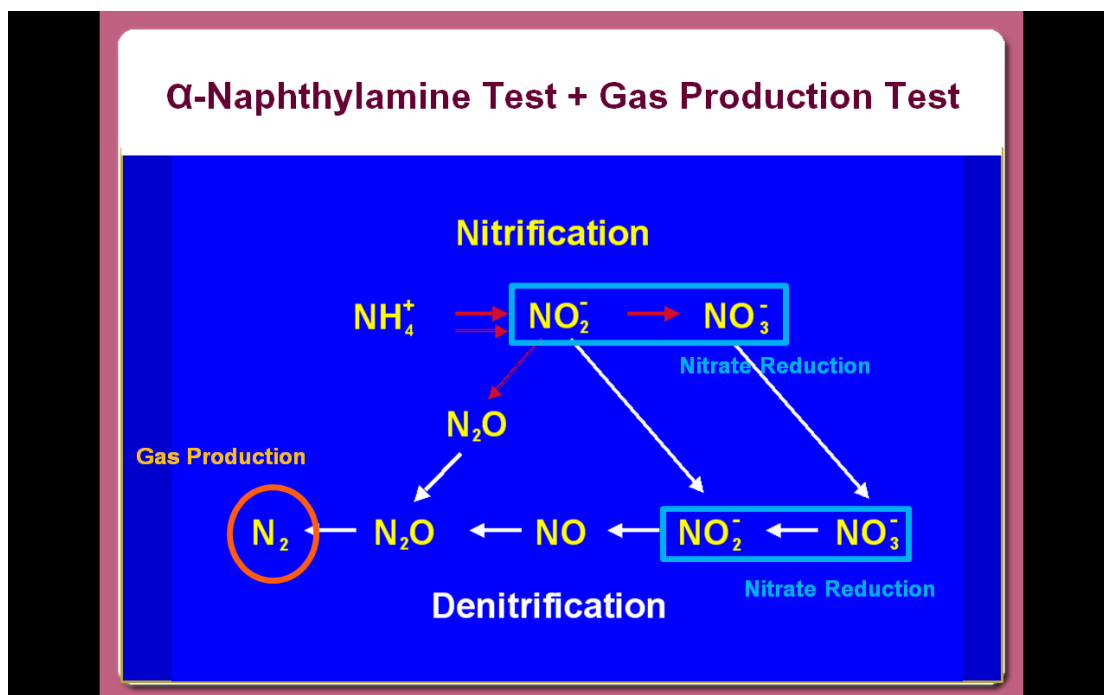 α-Naphthylamine Test + Gas Production Test
Nitrification
NH₄⁺ NO₂⁻ NO₃⁻
Nitrate Reduction
N₂O
Gas Production
N₂ N₂O NO NO₂⁻ NO₃⁻
Nitrate Reduction
Denitrification